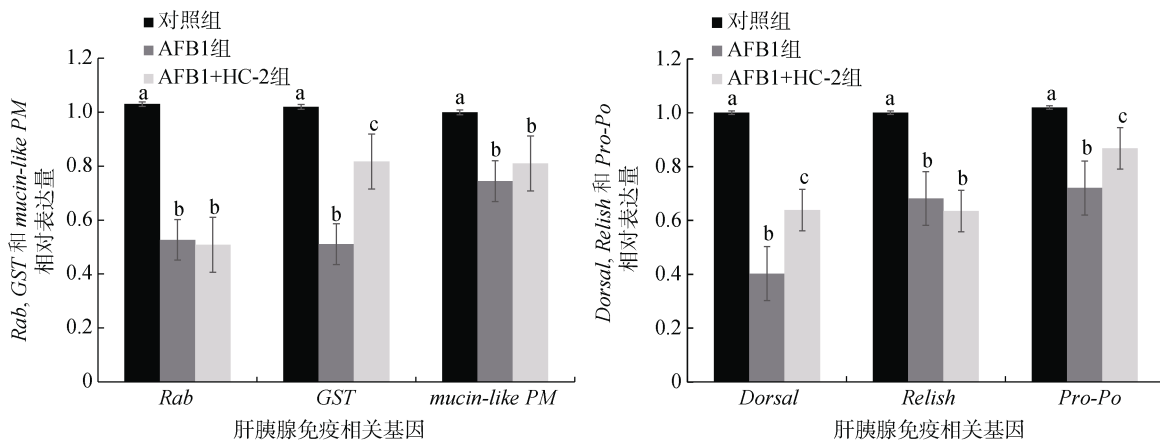 对照组
AFB1组
AFB1+HC-2组
Rab, GST 和 mucin-like PM
相对表达量
1.2
1.0
0.8
0.6
0.4
0.2
0
a
b
b
a
b
c
a
b
b
Rab
GST
mucin-like PM
肝胰腺免疫相关基因
对照组
AFB1组
AFB1+HC-2组
Dorsal, Relish 和 Pro-Po
相对表达量
1.2
1.0
0.8
0.6
0.4
0.2
0
a
b
c
a
b
b
a
b
c
Dorsal
Relish
Pro-Po
肝胰腺免疫相关基因